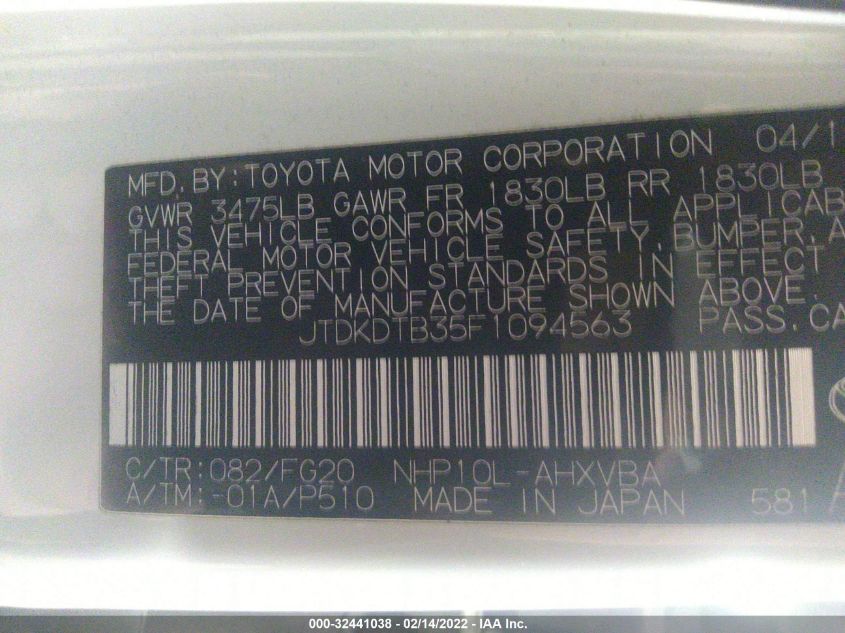 MFD. BY: TOYOTA MOTOR CORPORATION 04/1
GVWR 3475LB GAWR FR 1830LB RR 1830LB
THIS VEHICLE CONFORMS TO ALL APPLICAB
FEDERAL MOTOR VEHICLE SAFETY, BUMPER, A
THEFT PREVENTION STANDARDS IN EFFECT
THE DATE OF MANUFACTURE SHOWN ABOVE.
JTDKDTB35F1094563 PASS. CA
C/TR: 082/FG20 NHP10L-AHXVBA
A/TM: -01A/P510 MADE IN JAPAN 581
000-32441038 - 02/14/2022 - IAA Inc.